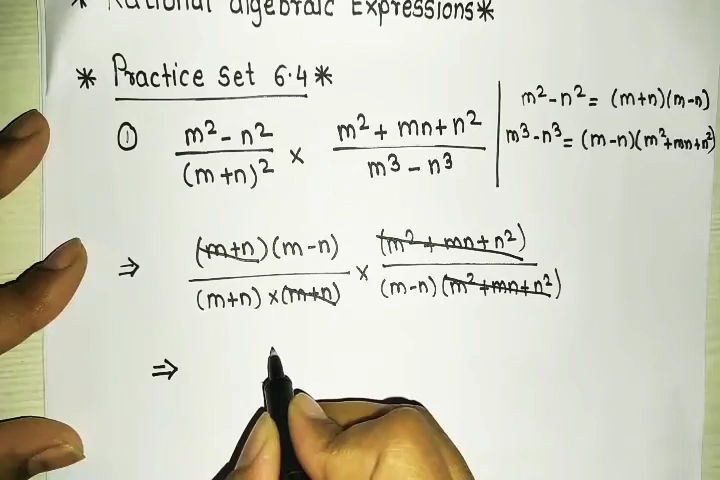 * Rational algebraic Expressions*
* Practice set 6.4 *
① m² - n² / (m+n)² × m² + mn + n² / m³ - n³
m² - n² = (m+n)(m-n)
m³ - n³ = (m-n)(m²+mn+n²)
⇒ (m+n)(m-n) / (m+n)×(m+n) × (m²+mn+n²) / (m-n)(m²+mn+n²)
⇒